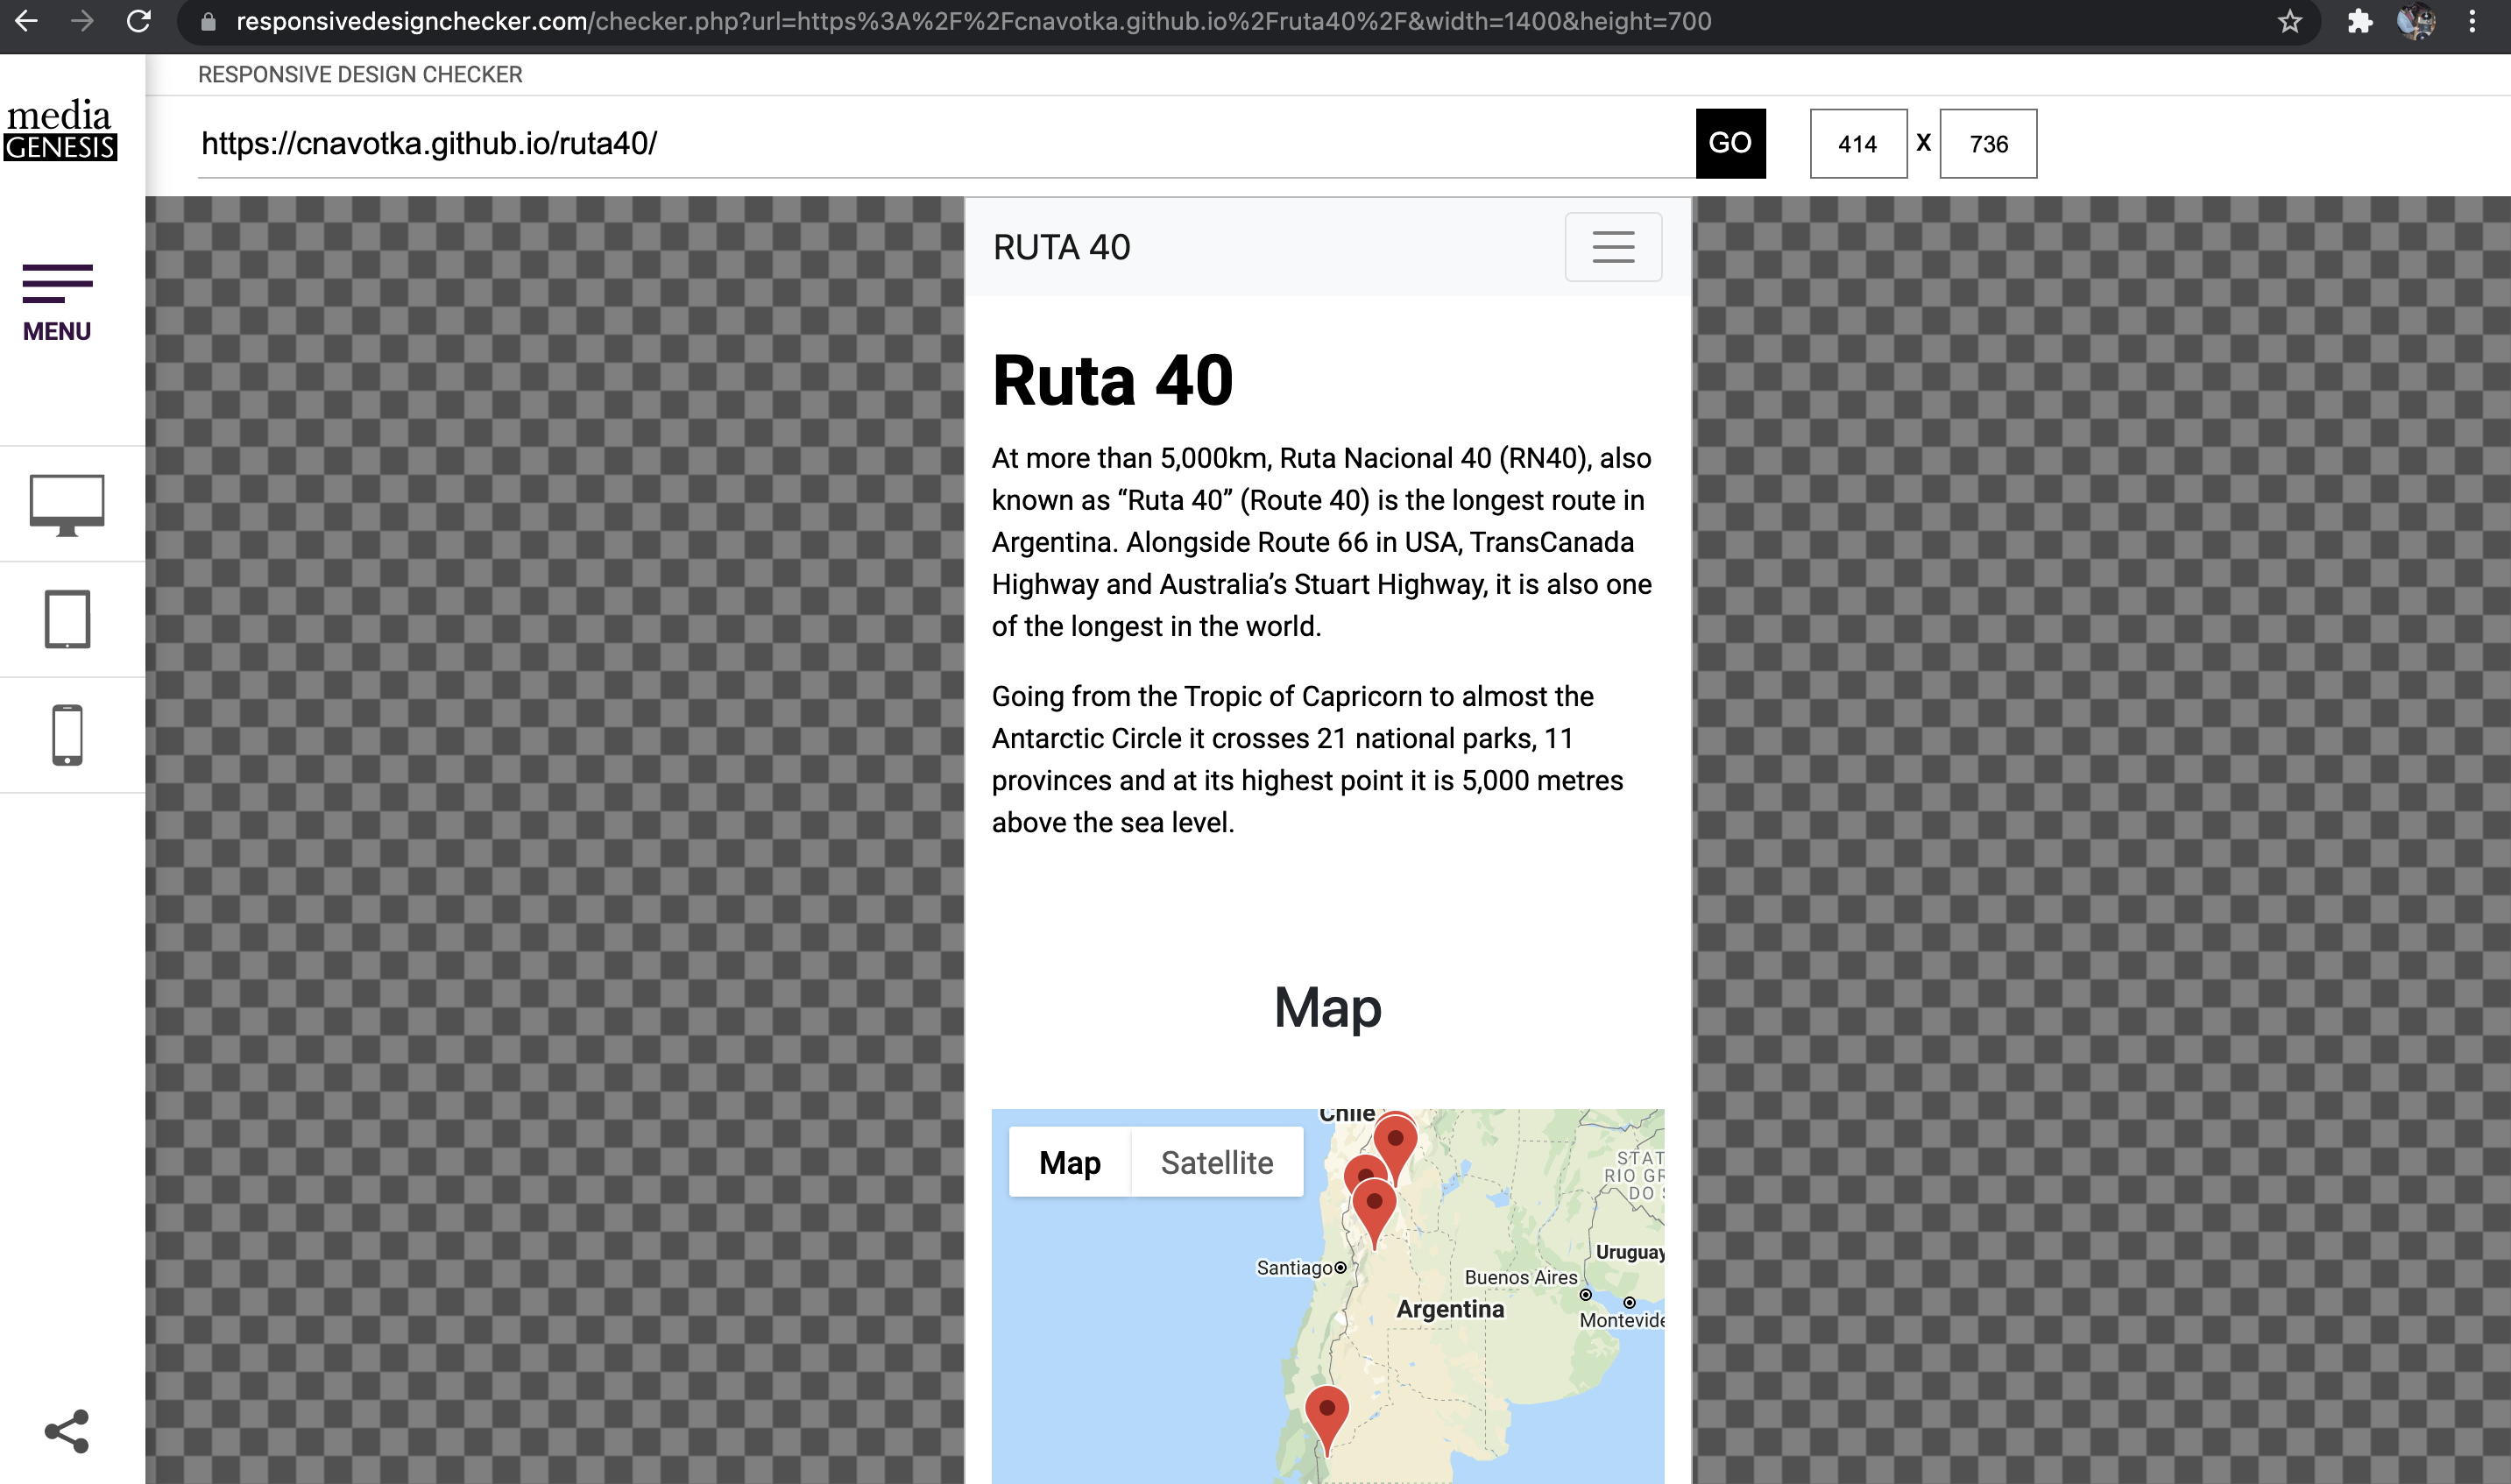 responsivedesignchecker.com/checker.php?url=https%3A%2F%2Fcnavotka.github.io%2Fruta40%2F&width=1400&height=700
RESPONSIVE DESIGN CHECKER
media
GENESIS
https://cnavotka.github.io/ruta40/
GO
414 X 736
MENU
RUTA 40
Ruta 40
At more than 5,000km, Ruta Nacional 40 (RN40), also
known as “Ruta 40” (Route 40) is the longest route in
Argentina. Alongside Route 66 in USA, TransCanada
Highway and Australia’s Stuart Highway, it is also one
of the longest in the world.
Going from the Tropic of Capricorn to almost the
Antarctic Circle it crosses 21 national parks, 11
provinces and at its highest point it is 5,000 metres
above the sea level.
Map
Chile
Map Satellite
STAT
RIO GR
DO S
Uruguay
Santiago
Buenos Aires
Argentina
Montevide